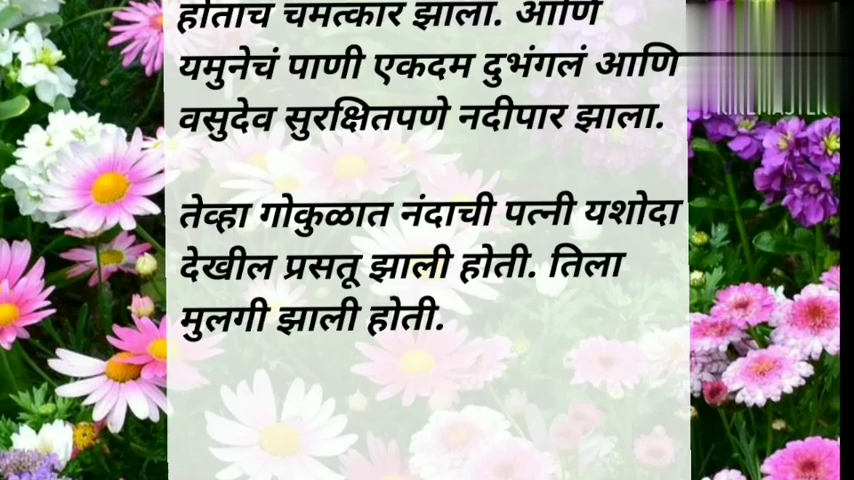 होताच चमत्कार झाला. आणि
यमुनेचं पाणी एकदम दुभंगलं आणि
वसुदेव सुरक्षितपणे नदीपार झाला.
तेव्हा गोकुळात नंदाची पत्नी यशोदा
देखील प्रसतू झाली होती. तिला
मुलगी झाली होती.